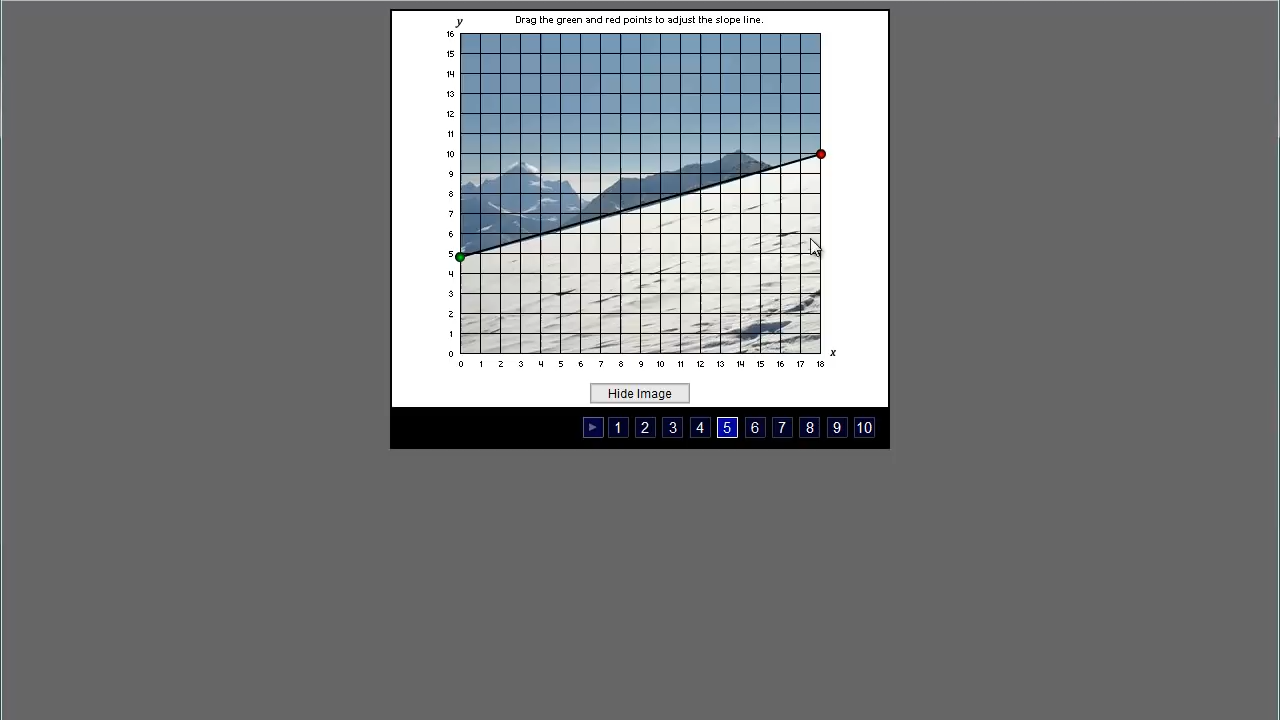 y
Drag the green and red points to adjust the slope line.
16
15
14
13
12
11
10
9
8
7
6
5
4
3
2
1
0
0 1 2 3 4 5 6 7 8 9 10 11 12 13 14 15 16 17 18
x
Hide Image
1 2 3 4 5 6 7 8 9 10